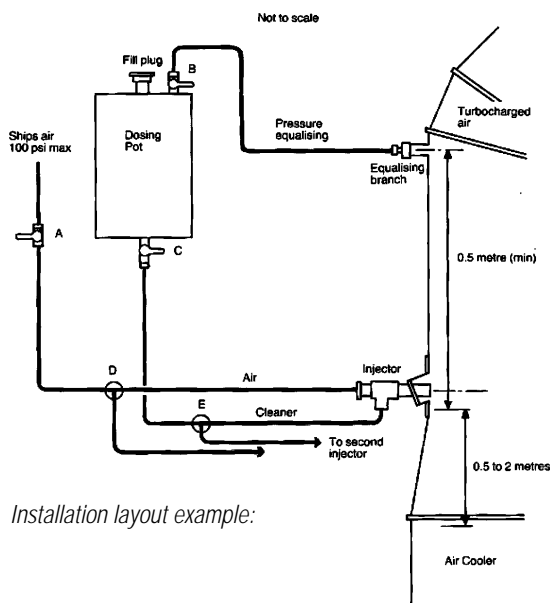 Not to scale
Fill plug
B
Turbocharged
air
Ships air
100 psi max
Dosing
Pot
Pressure
equalising
Equalising
branch
A
C
0.5 metre (min)
D
Air
Injector
E
Cleaner
To second
injector
0.5 to 2 metres
Installation layout example:
Air Cooler